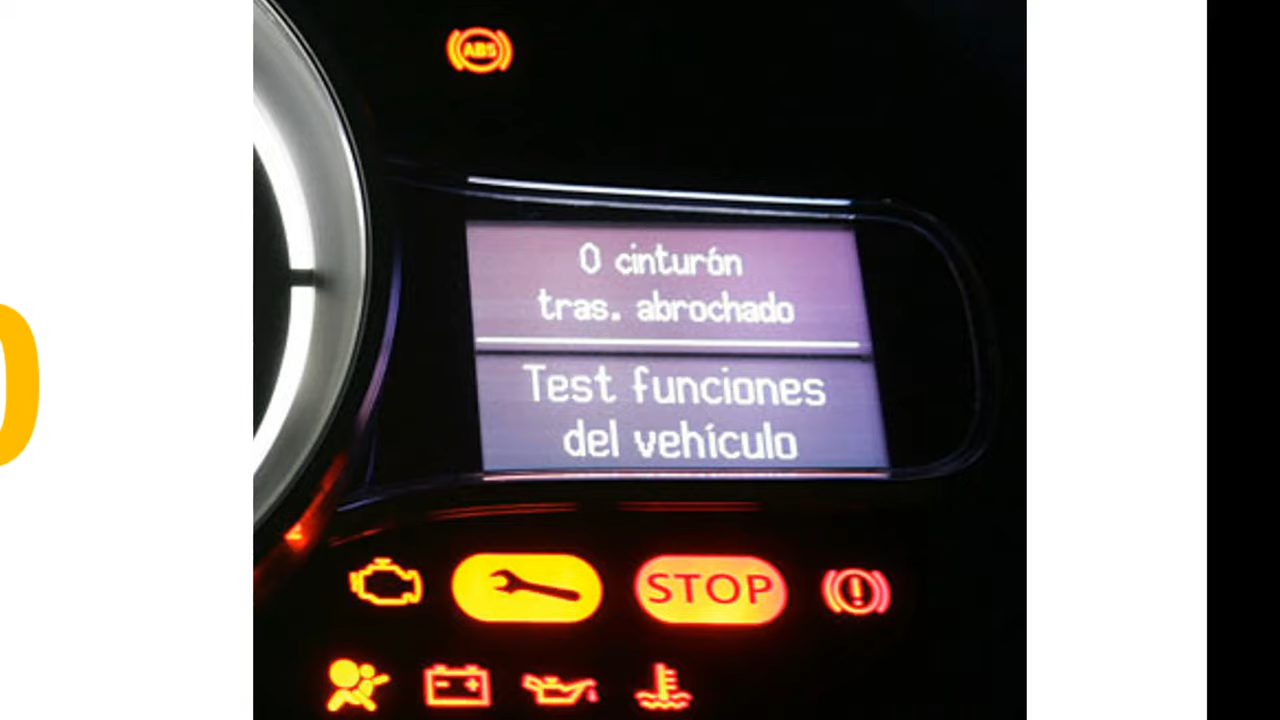 ABS
0 cinturón
tras. abrochado
Test funciones
del vehículo
STOP